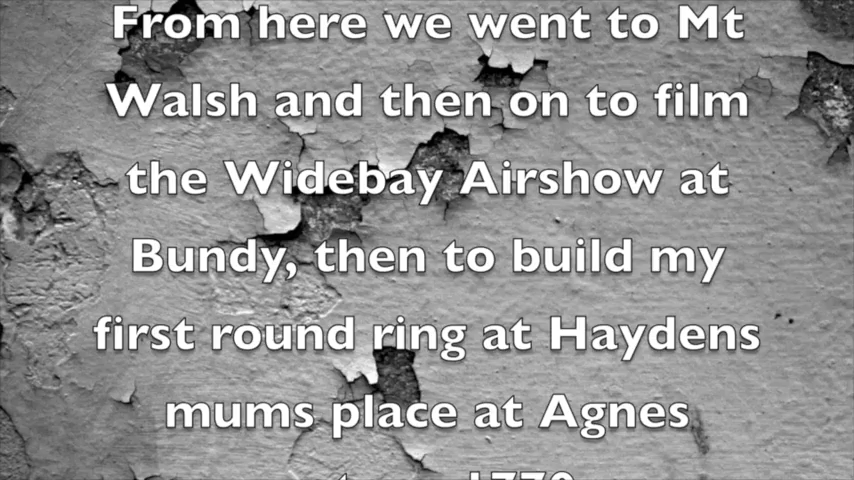 From here we went to Mt
Walsh and then on to film
the Widebay Airshow at
Bundy, then to build my
first round ring at Haydens
mums place at Agnes